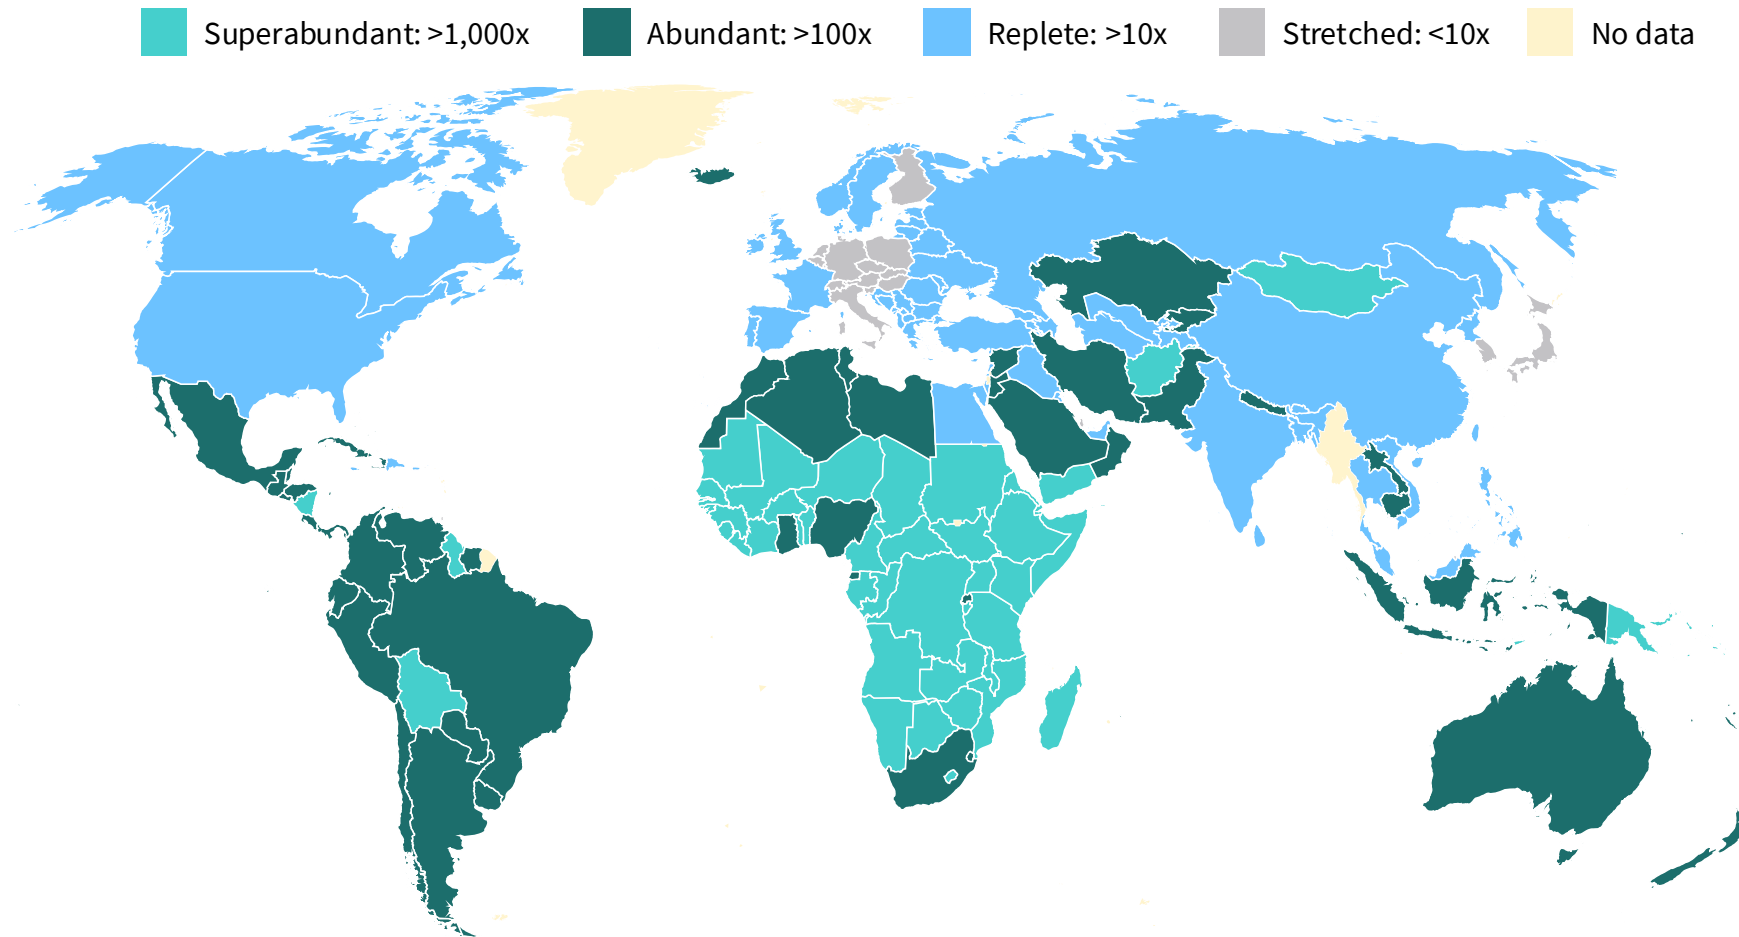 Superabundant: >1,000x Abundant: >100x Replete: >10x Stretched: <10x No data